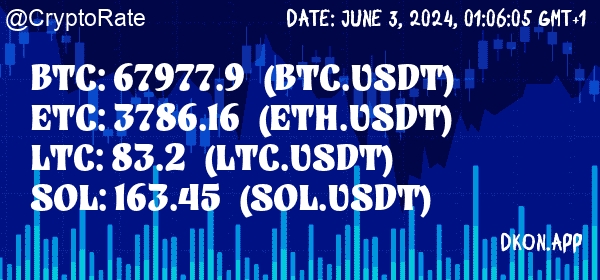 @CryptoRate
DATE: JUNE 3, 2024, 01:06:05 GMT+1
BTC: 67977.9 (BTC.USDT)
ETC: 3786.16 (ETH.USDT)
LTC: 83.2 (LTC.USDT)
SOL: 163.45 (SOL.USDT)
DKON.APP